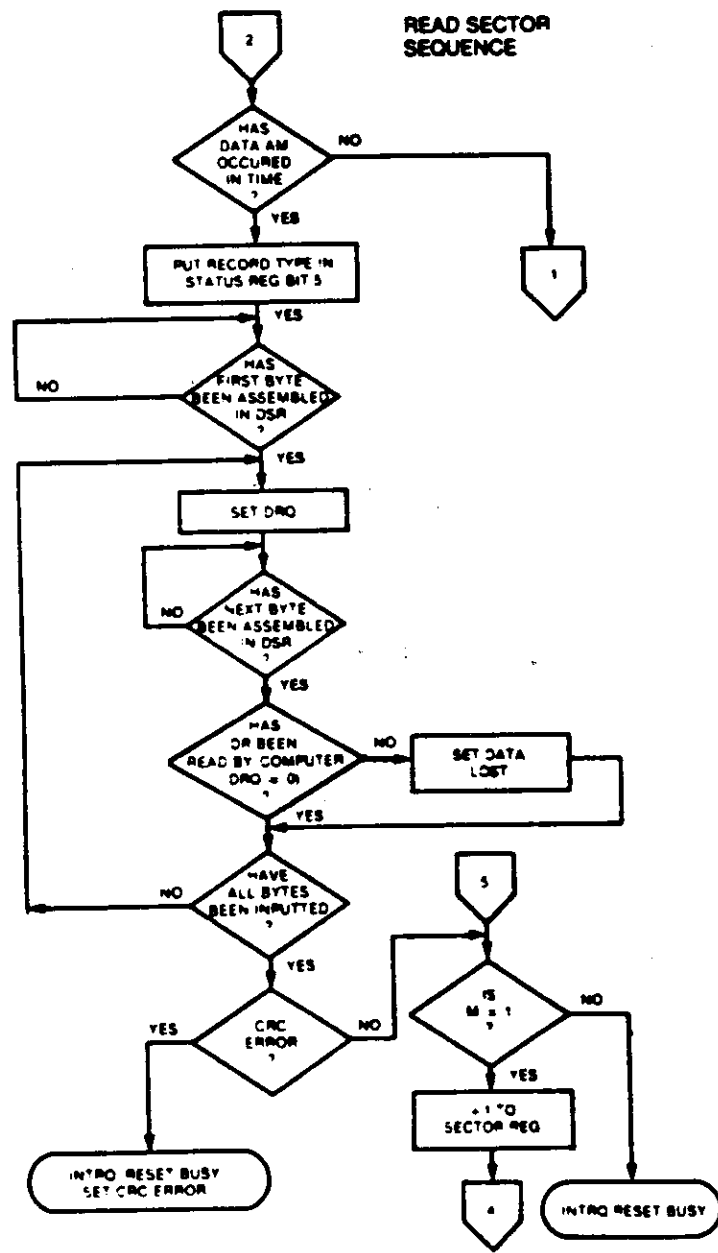 READ SECTOR
SEQUENCE
2
HAS
DATA AM
OCCURED
IN TIME
?
NO
YES
1
PUT RECORD TYPE IN
STATUS REG BIT 5
YES
HAS
FIRST BYTE
BEEN ASSEMBLED
IN DSR
?
NO
YES
SET DRQ
HAS
NEXT BYTE
BEEN ASSEMBLED
IN DSR
?
NO
YES
HAS
DR BEEN
READ BY COMPUTER
DRQ = 0)
?
NO
SET DATA
LOST
YES
HAVE
ALL BYTES
BEEN INPUTTED
?
NO
YES
5
CRC
ERROR
?
YES
NO
IS
M = 1
?
NO
YES
+1 TO
SECTOR REG
INTRQ RESET BUSY
SET CRC ERROR
4
INTRQ RESET BUSY